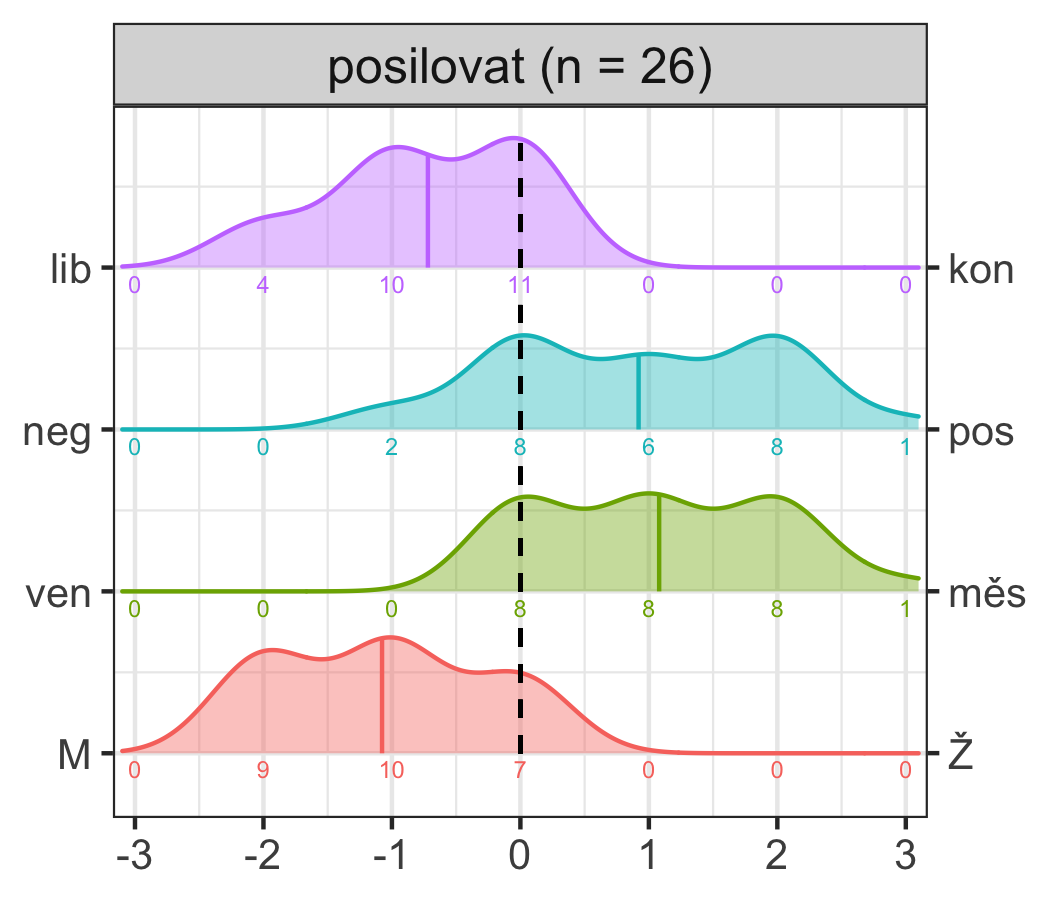 posilovat (n = 26)
lib kon
0 4 10 11 0 0 0
neg pos
0 0 2 8 6 8 1
ven měs
0 0 0 8 8 8 1
M Ž
0 9 10 7 0 0 0
-3 -2 -1 0 1 2 3